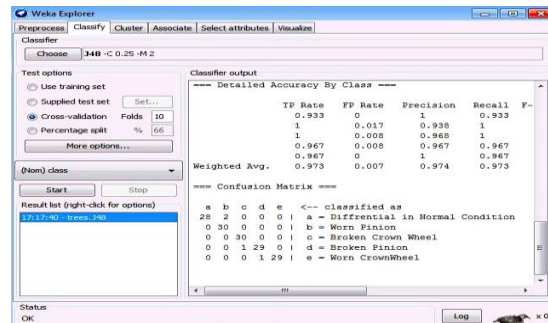 Weka Explorer
Preprocess Classify Cluster Associate Select attributes Visualize
Classifier
Choose J48 -C 0.25 -M 2
Test options
Use training set
Supplied test set Set...
Cross-validation Folds 10
Percentage split % 66
More options...
(Nom) class
Start Stop
Result list (right-click for options)
17:17:40 - trees.J48
Classifier output
=== Detailed Accuracy By Class ===
TP Rate FP Rate Precision Recall F-
0.933 0 1 0.933
1 0.017 0.938 1
1 0.008 0.968 1
0.967 0.008 0.967 0.967
0.967 0 1 0.967
Weighted Avg. 0.973 0.007 0.974 0.973
=== Confusion Matrix ===
a b c d e <-- classified as
28 2 0 0 0 | a = Diffrential in Normal Condition
0 30 0 0 0 | b = Worn Pinion
0 0 30 0 0 | c = Broken Crown Wheel
0 0 1 29 0 | d = Broken Pinion
0 0 0 1 29 | e = Worn CrownWheel
Status
OK
Log
x 0